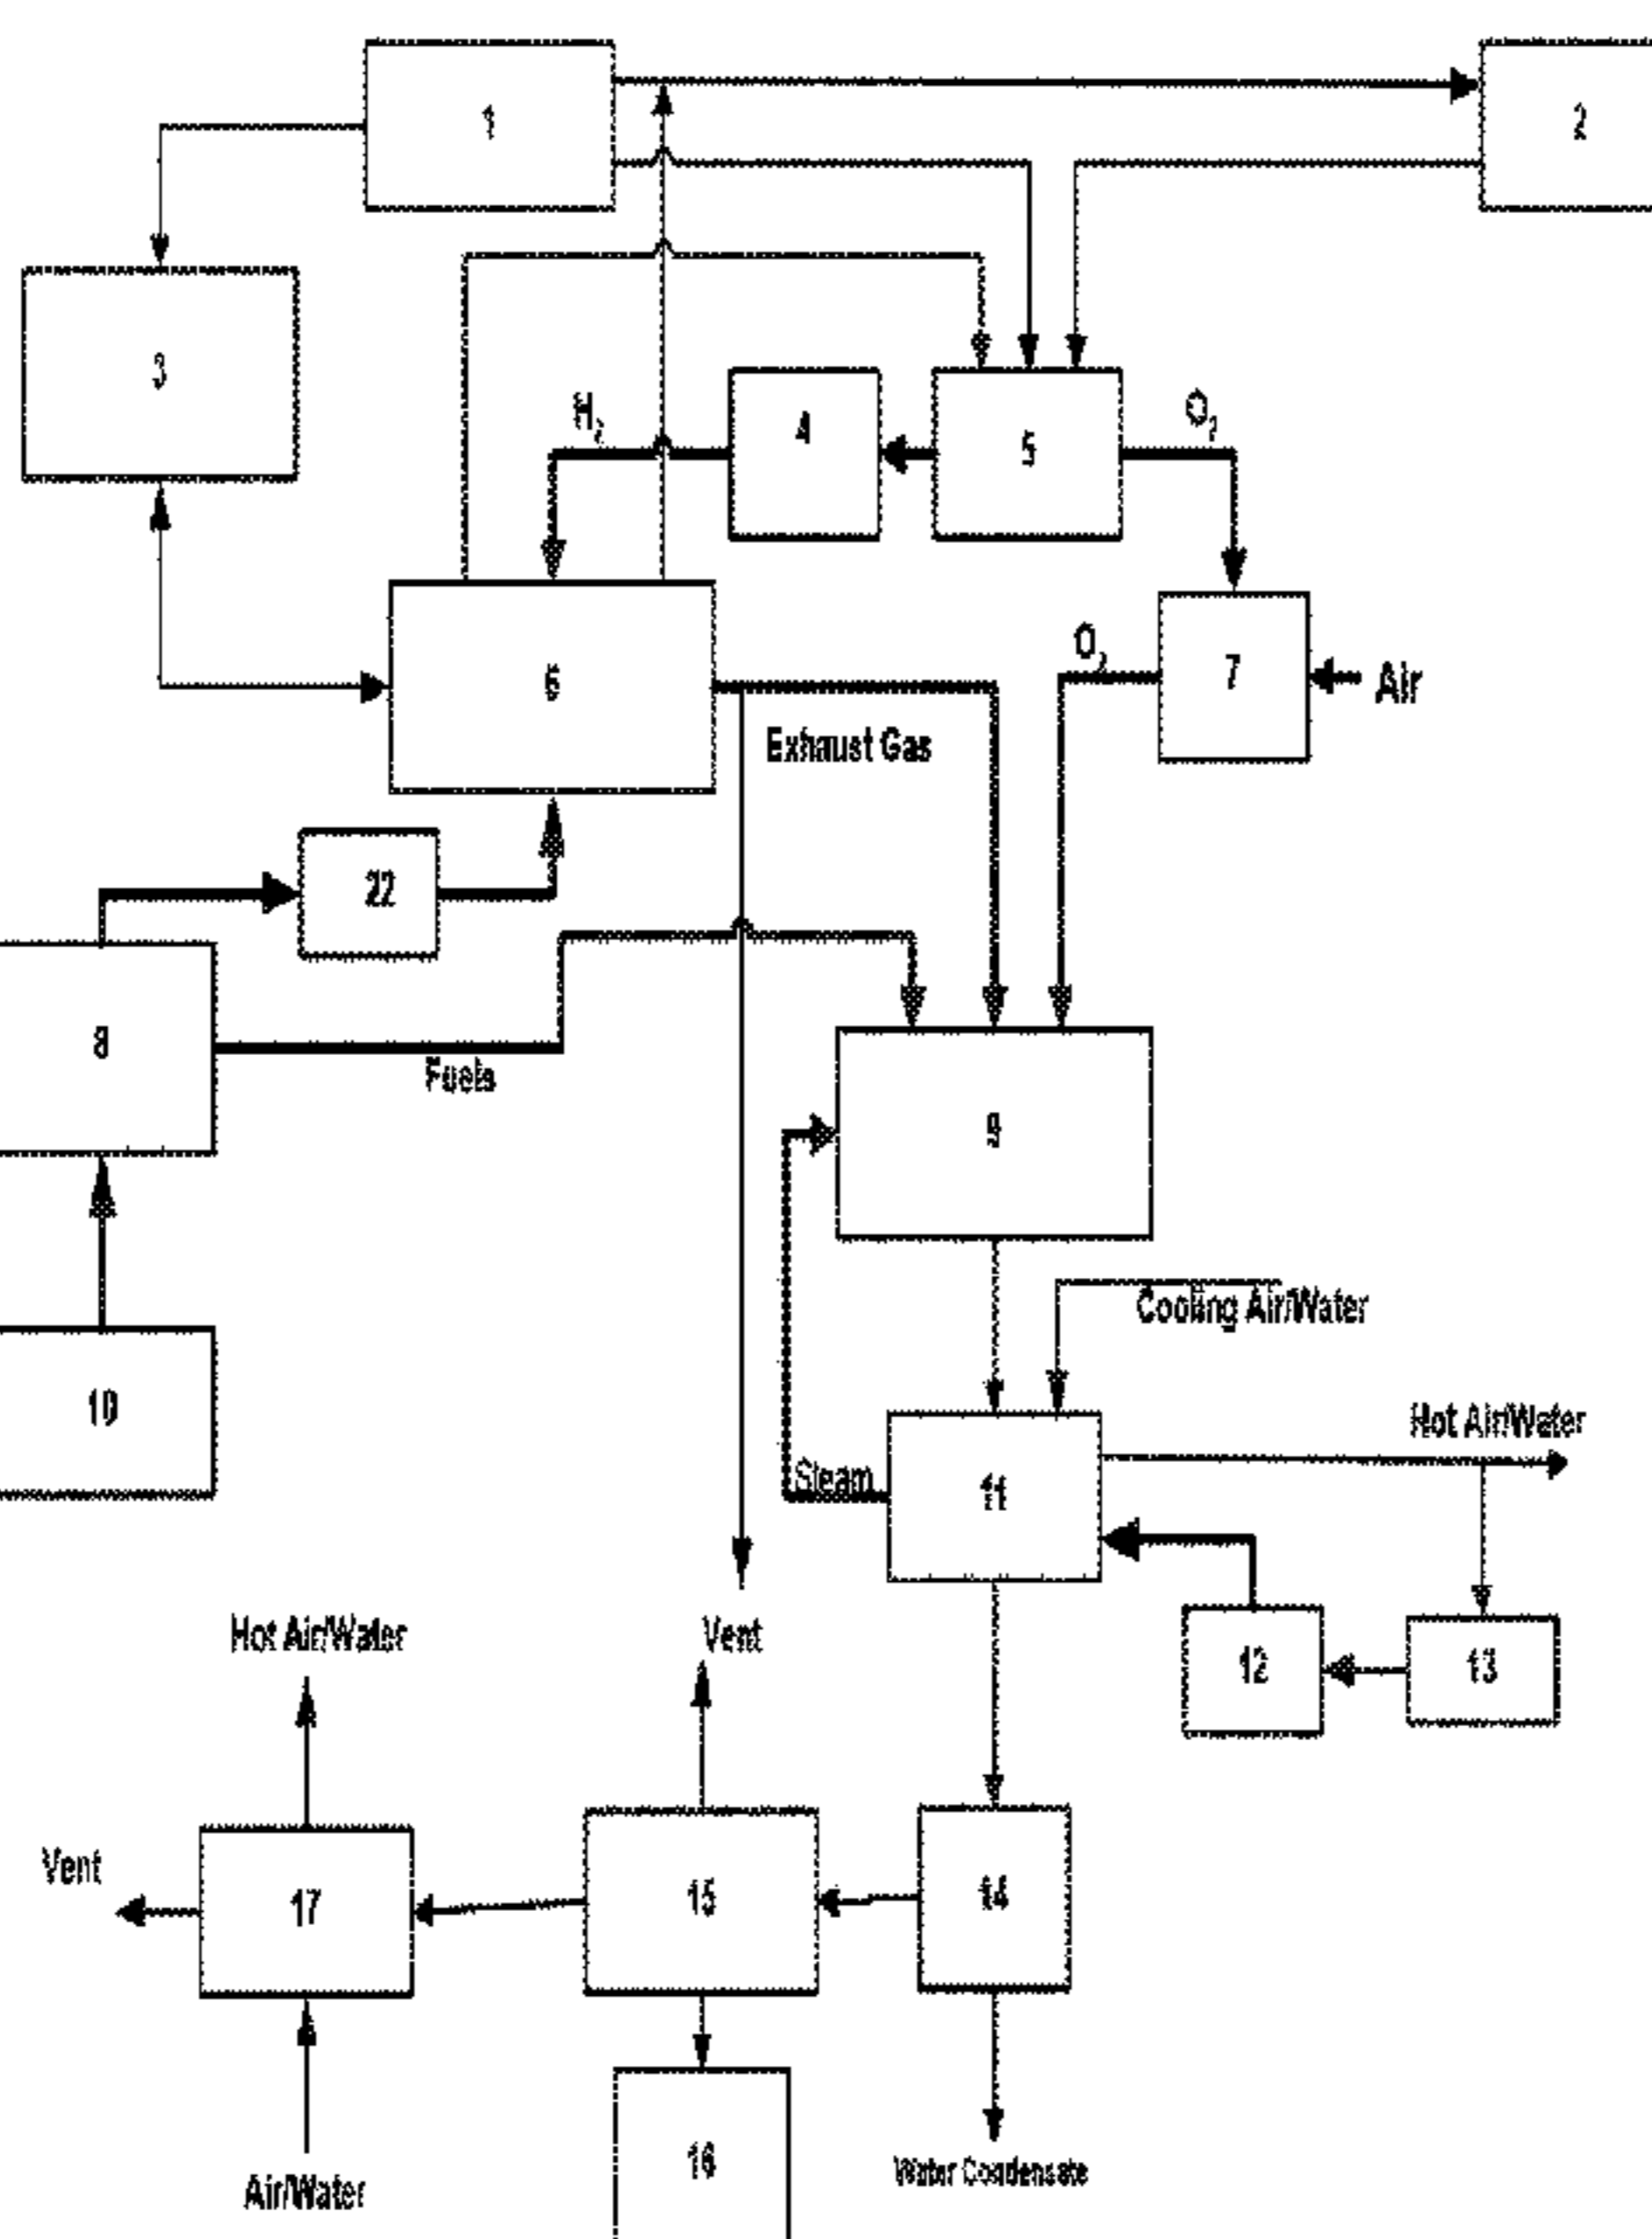 1
2
3
4
H2
5
O2
6
O2
7
Air
Exhaust Gas
22
8
Fuels
9
Cooling Air/Water
10
Hot Air/Water
Steam
11
Hot Air/Water
Vent
12
13
Vent
17
15
14
16
Water Condensate
Air/Water